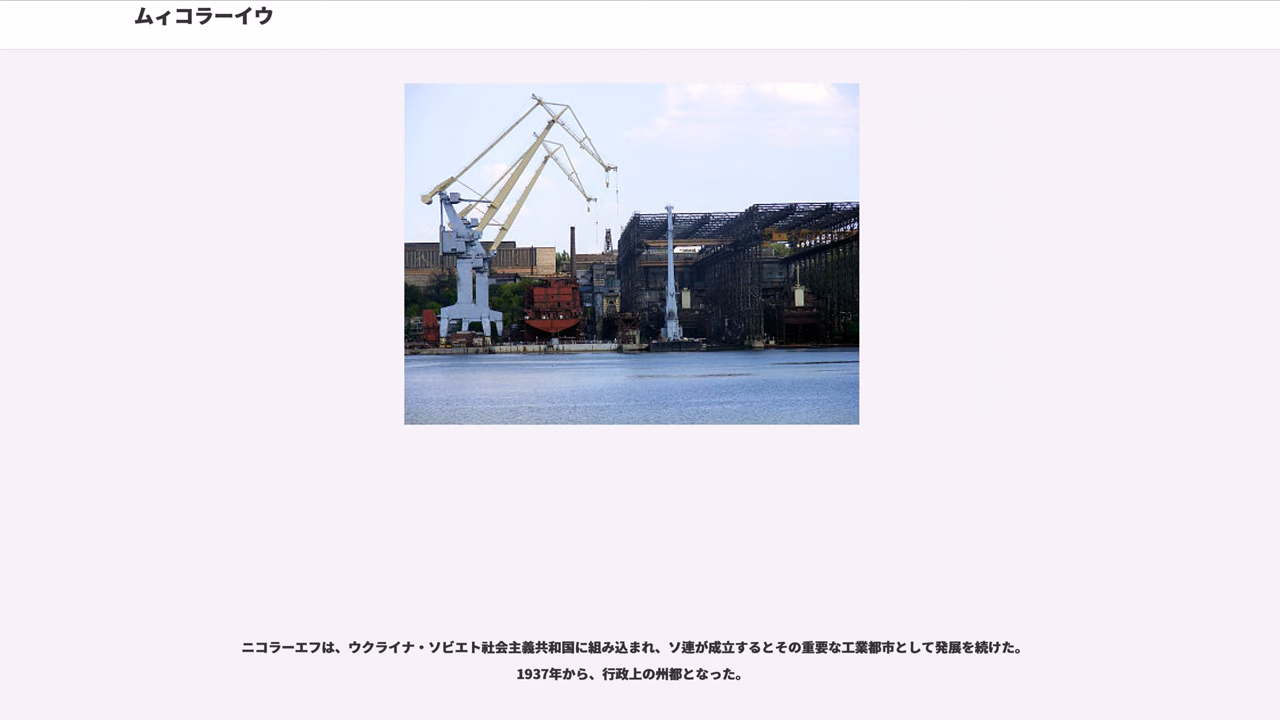 ムィコラーイウ
ニコラーエフは、ウクライナ・ソビエト社会主義共和国に組み込まれ、ソ連が成立するとその重要な工業都市として発展を続けた。
1937年から、行政上の州都となった。